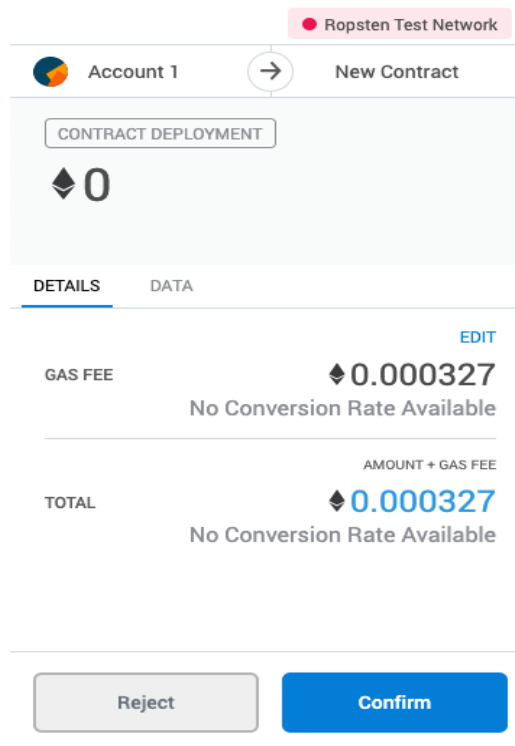 Ropsten Test Network
Account 1
New Contract
CONTRACT DEPLOYMENT
0
DETAILS
DATA
EDIT
GAS FEE
0.000327
No Conversion Rate Available
AMOUNT + GAS FEE
TOTAL
0.000327
No Conversion Rate Available
Reject
Confirm